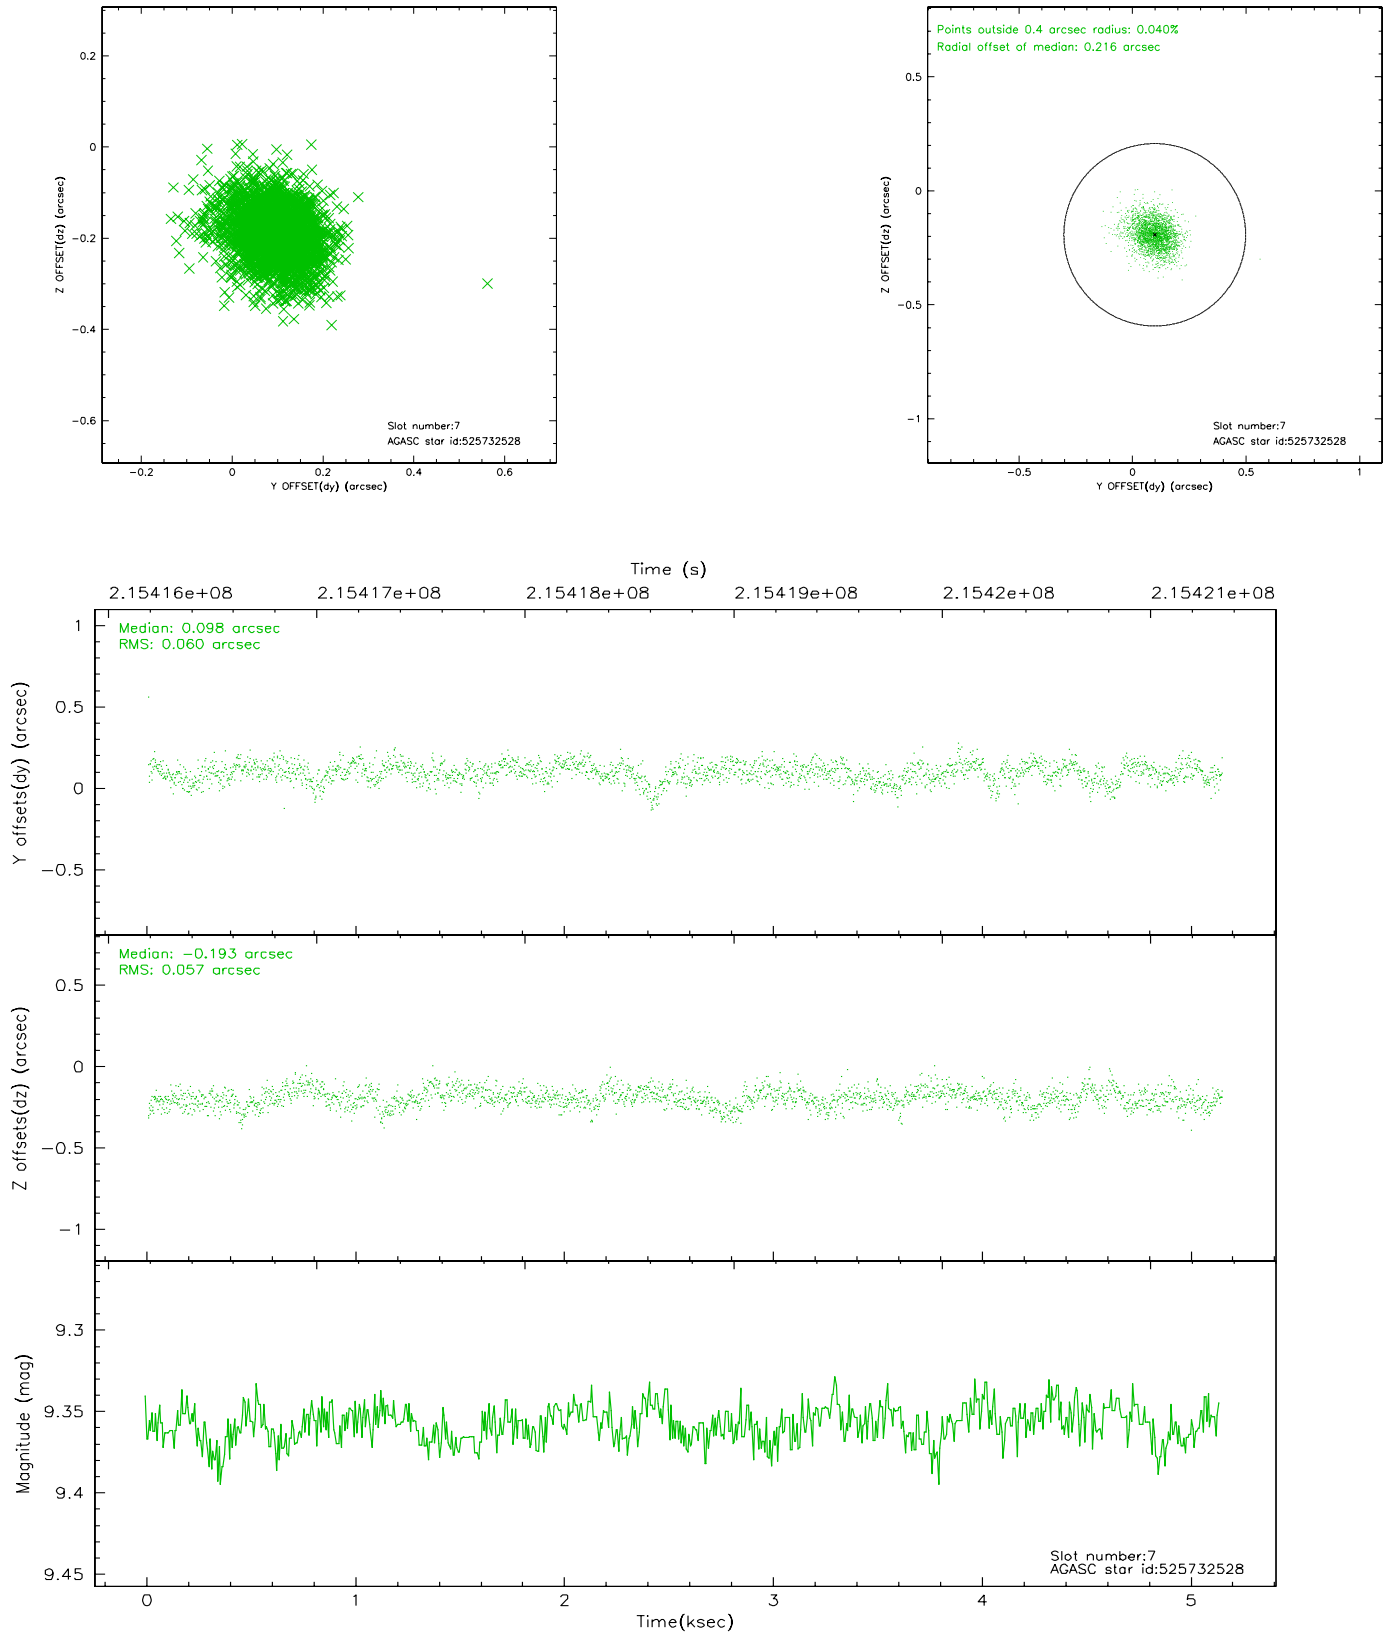 0.2
0
−0.2
−0.4
−0.6
Z OFFSET(dz) (arcsec)
Slot number:7
AGASC star id:525732528
−0.2
0
0.2
0.4
0.6
Y OFFSET(dy) (arcsec)
Points outside 0.4 arcsec radius: 0.040%
Radial offset of median: 0.216 arcsec
0.5
0
−0.5
−1
Z OFFSET(dz) (arcsec)
Slot number:7
AGASC star id:525732528
−0.5
0
0.5
1
Y OFFSET(dy) (arcsec)
Time (s)
2.15416e+08
2.15417e+08
2.15418e+08
2.15419e+08
2.1542e+08
2.15421e+08
Median: 0.098 arcsec
RMS: 0.060 arcsec
1
0.5
0
−0.5
Y offsets(dy) (arcsec)
Median: −0.193 arcsec
RMS: 0.057 arcsec
0.5
0
−0.5
−1
Z offsets(dz) (arcsec)
9.3
9.35
9.4
9.45
Magnitude (mag)
Slot number:7
AGASC star id:525732528
0
1
2
3
4
5
Time(ksec)